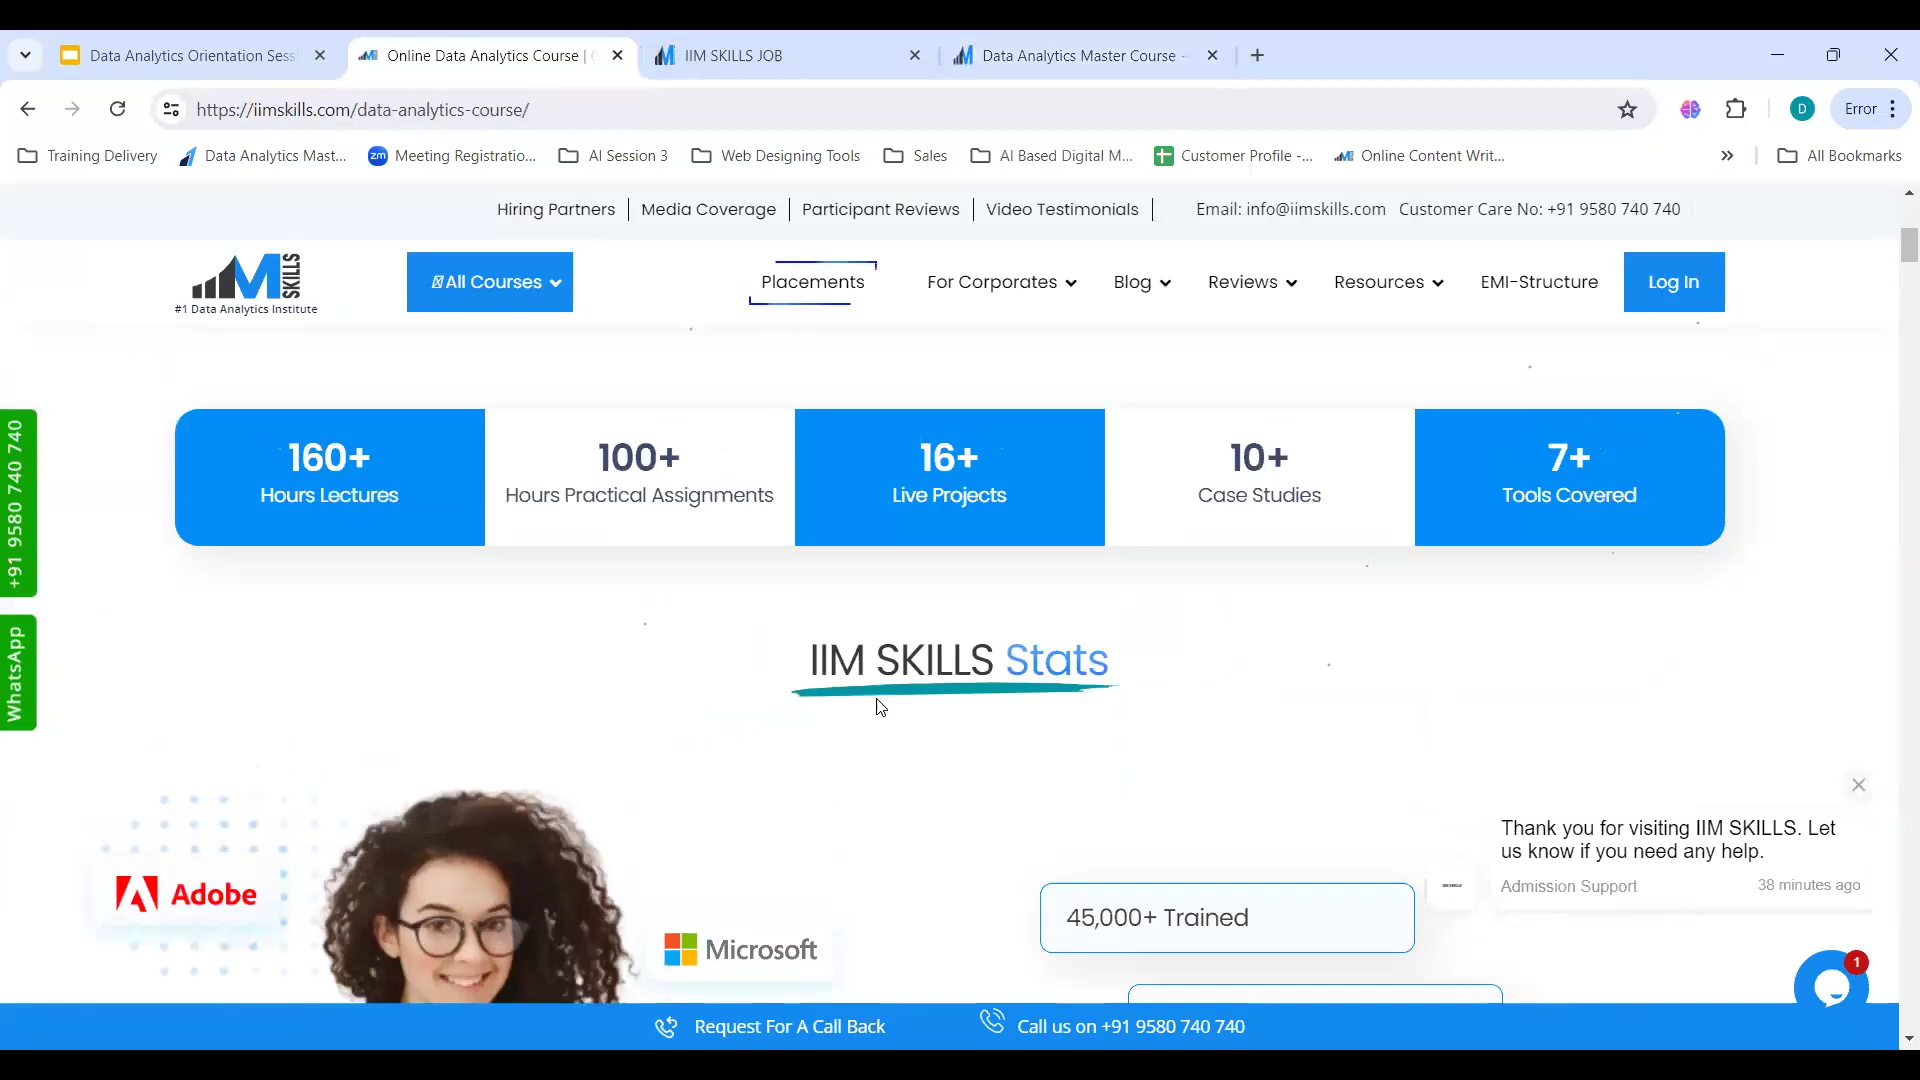 Data Analytics Orientation Sess
Online Data Analytics Course |
IIM SKILLS JOB
Data Analytics Master Course -
https://iimskills.com/data-analytics-course/
D
Error
Training Delivery
Data Analytics Mast...
zm
Meeting Registratio...
AI Session 3
Web Designing Tools
Sales
AI Based Digital M...
Customer Profile -...
Online Content Writ...
All Bookmarks
Hiring Partners
Media Coverage
Participant Reviews
Video Testimonials
Email: info@iimskills.com
Customer Care No: +91 9580 740 740
IIM SKILLS
#1 Data Analytics Institute
All Courses
Placements
For Corporates
Blog
Reviews
Resources
EMI-Structure
Log In
160+
Hours Lectures
100+
Hours Practical Assignments
16+
Live Projects
10+
Case Studies
7+
Tools Covered
+91 9580 740 740
WhatsApp
IIM SKILLS Stats
Adobe
Microsoft
45,000+ Trained
Thank you for visiting IIM SKILLS. Let
us know if you need any help.
Admission Support
38 minutes ago
1
Request For A Call Back
Call us on +91 9580 740 740